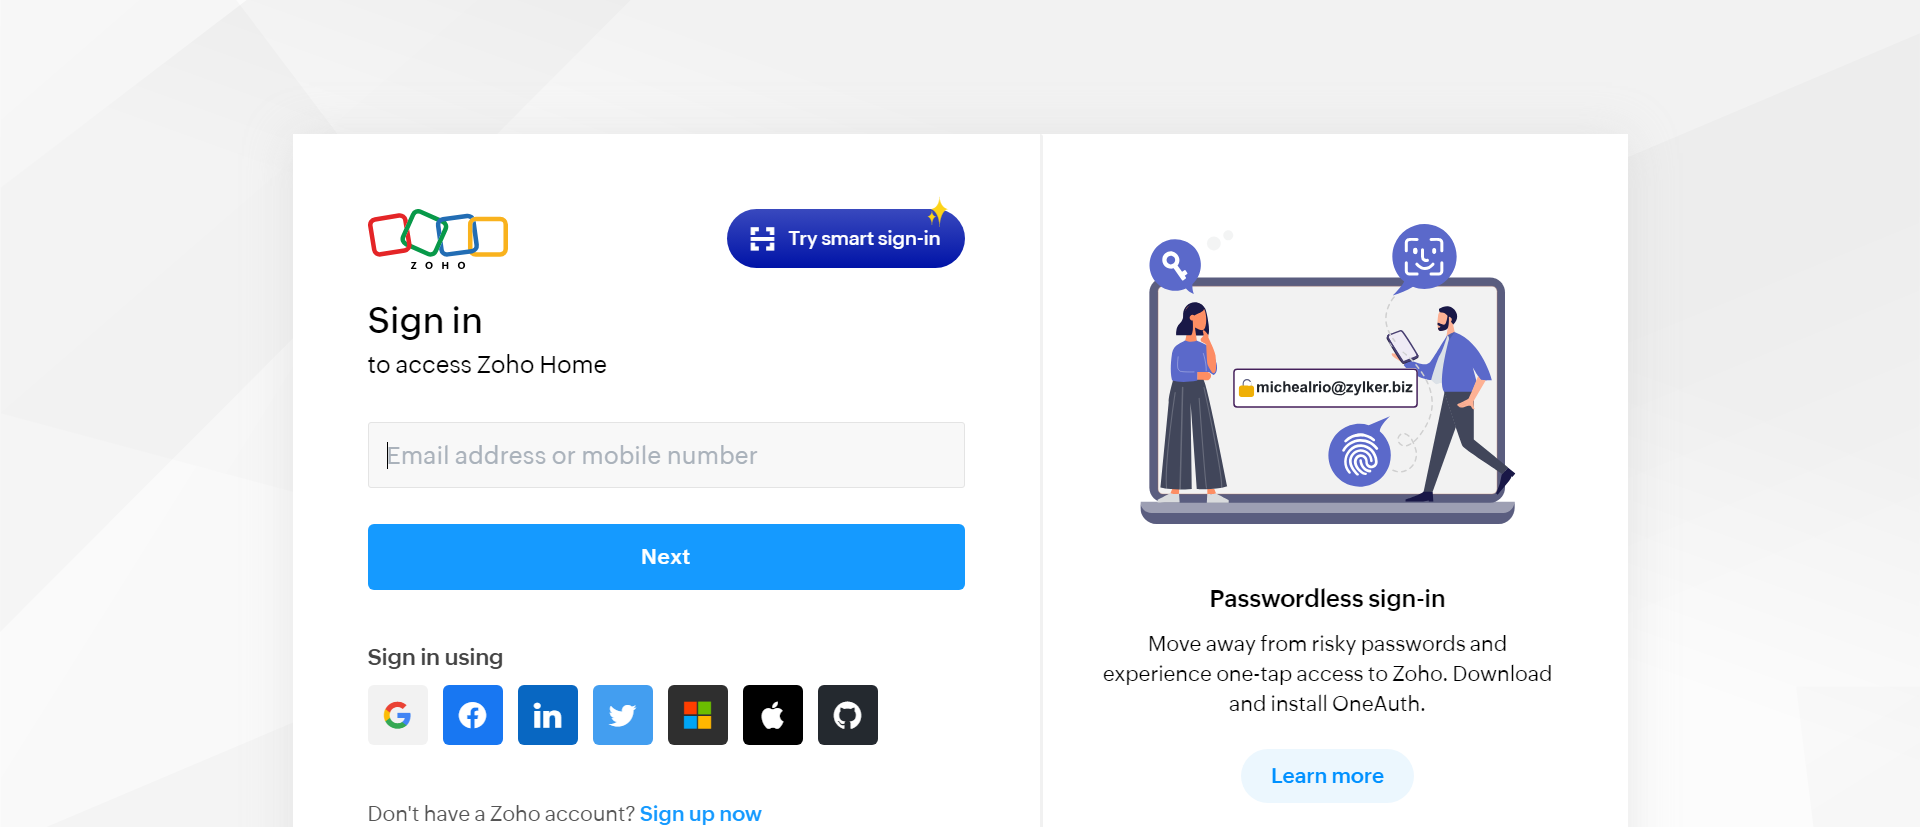 ZOHO
Try smart sign-in
Sign in
to access Zoho Home
Email address or mobile number
Next
Sign in using
in
Don't have a Zoho account? Sign up now
michealrio@zylker.biz
Passwordless sign-in
Move away from risky passwords and
experience one-tap access to Zoho. Download
and install OneAuth.
Learn more